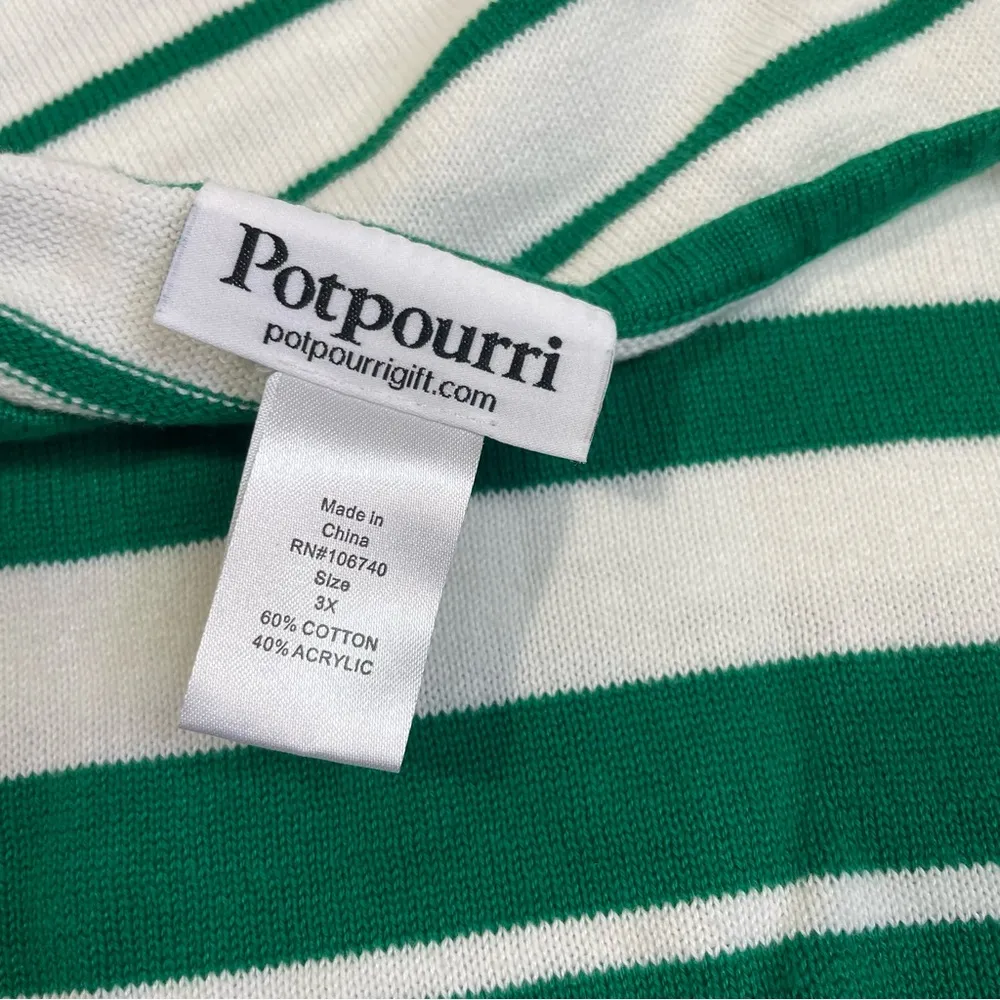 Potpourri
potpourrigift.com
Made in
China
RN#106740
Size
3X
60% COTTON
40% ACRYLIC